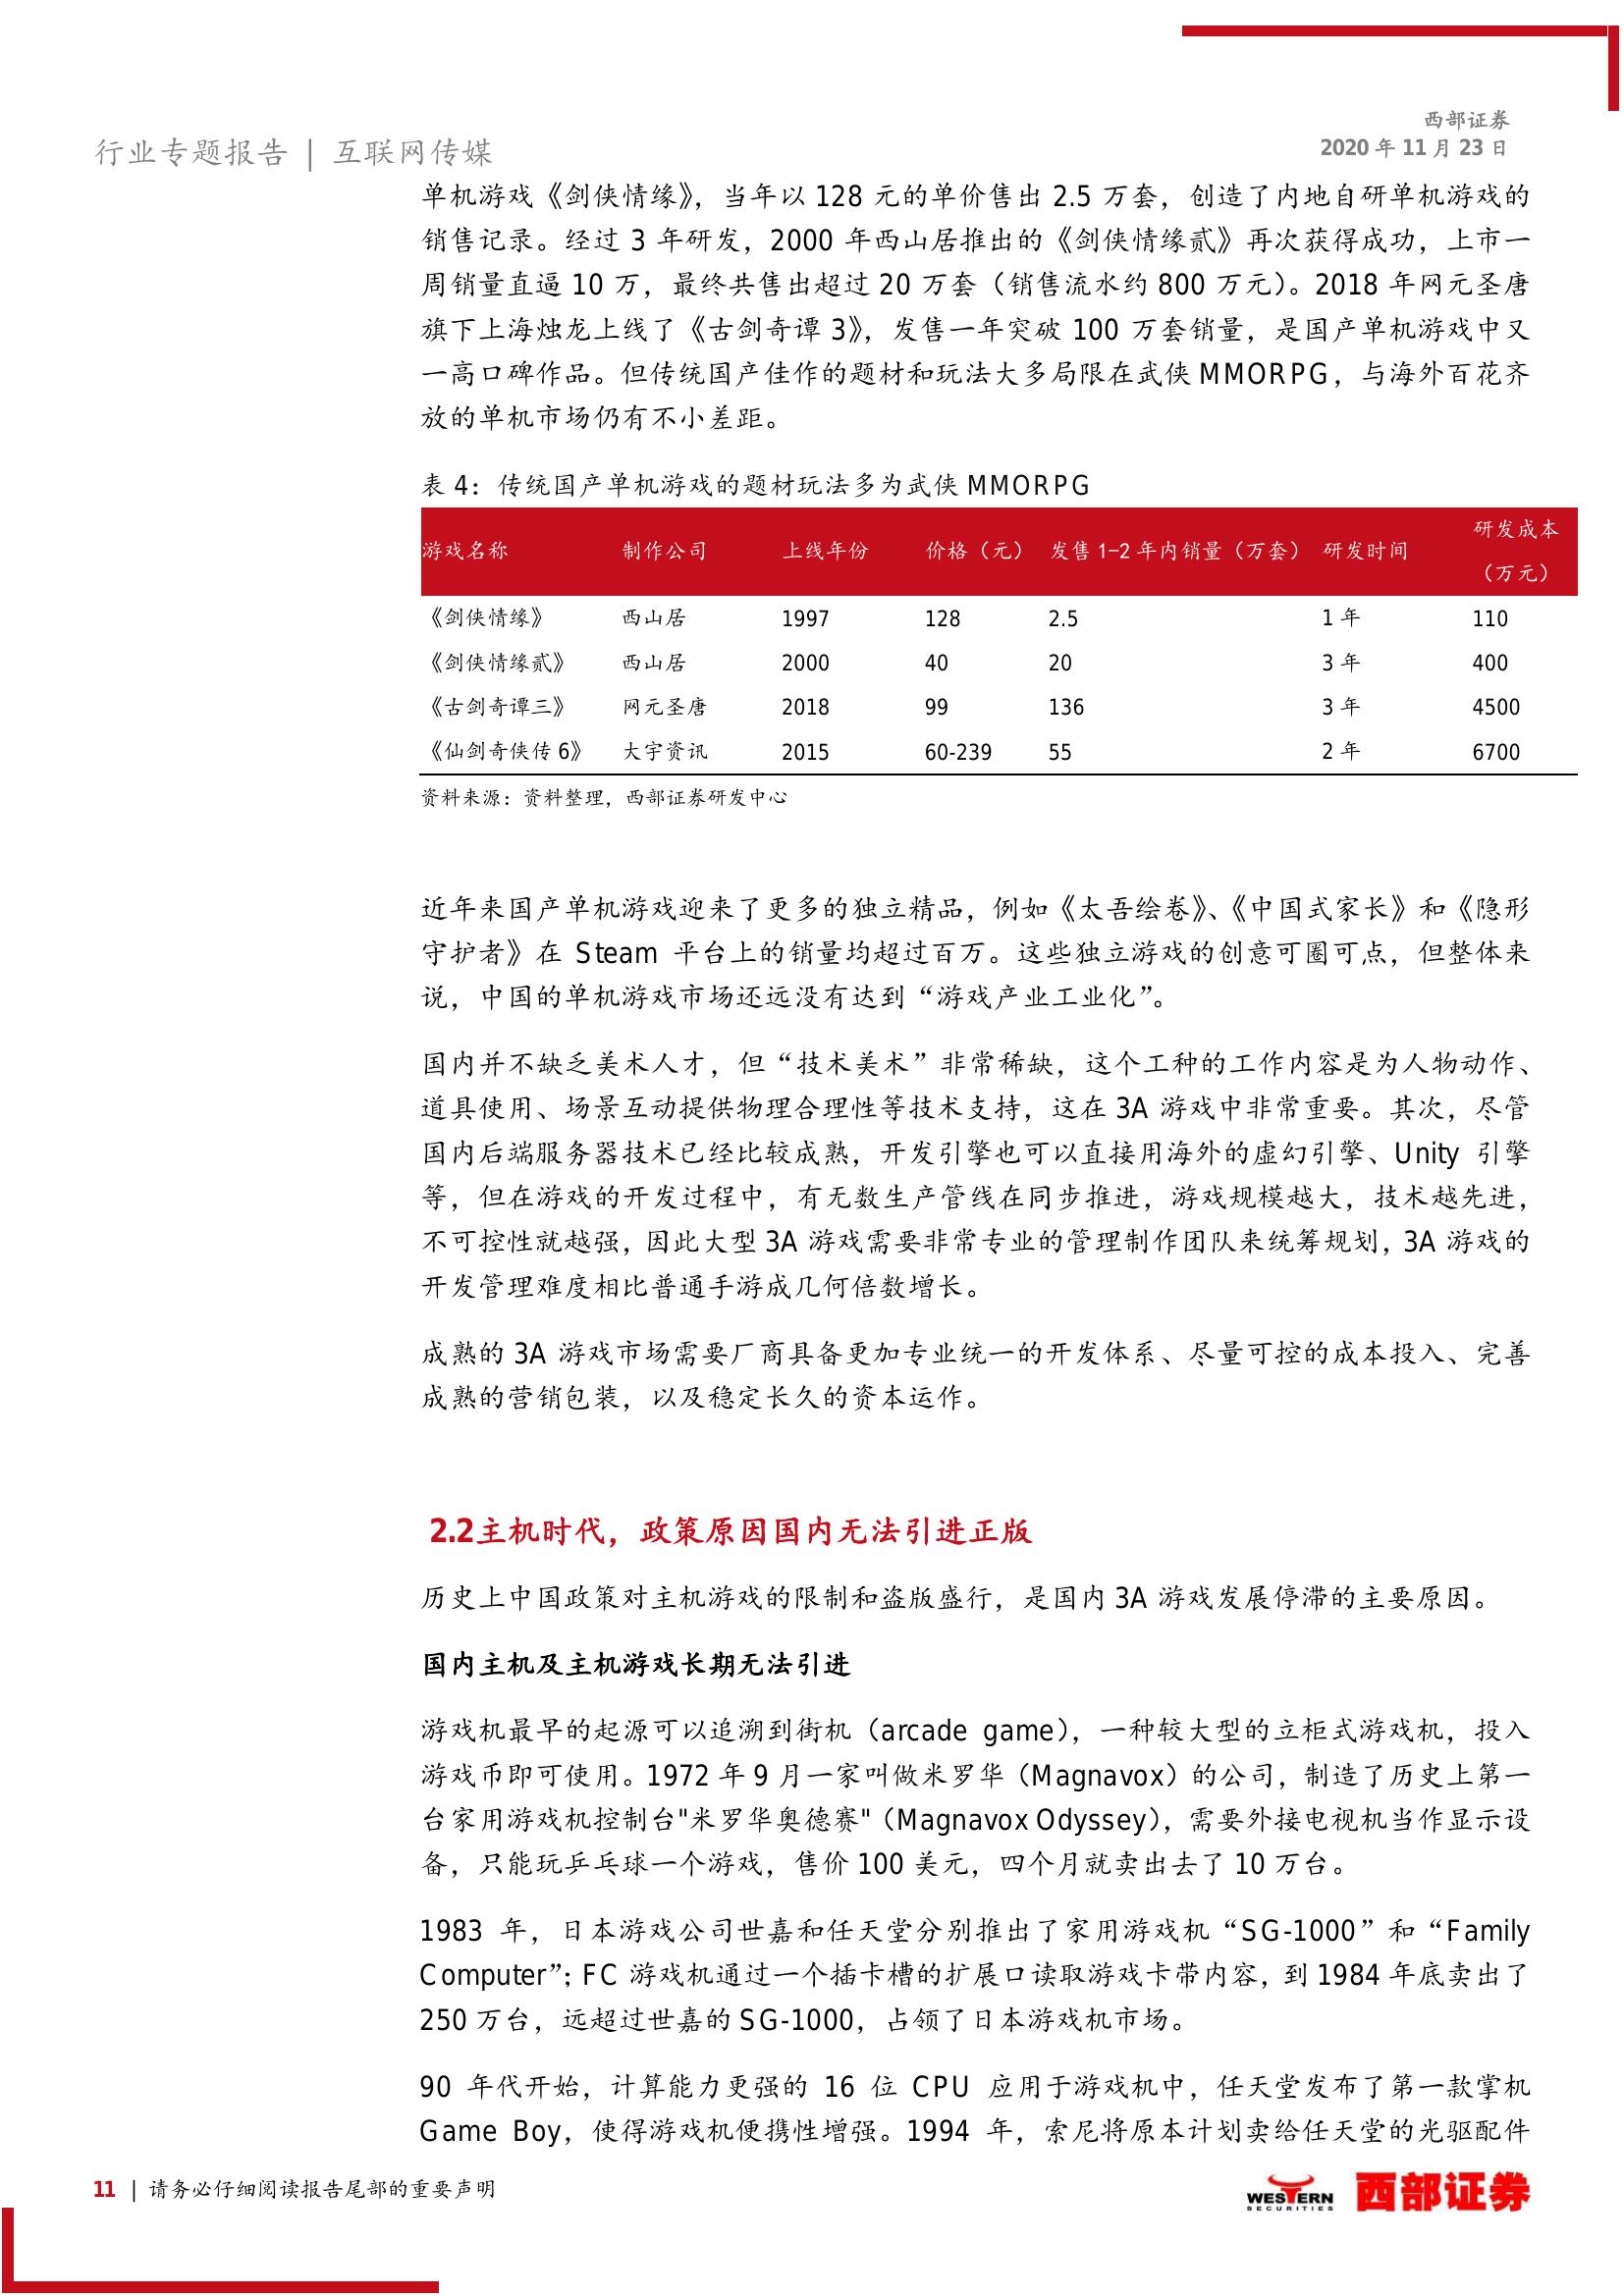 西部证券
行业专题报告 | 互联网传媒
2020 年 11 月 23 日
单机游戏《剑侠情缘》，当年以 128 元的单价售出 2.5 万套，创造了内地自研单机游戏的
销售记录。经过 3 年研发，2000 年西山居推出的《剑侠情缘贰》再次获得成功，上市一
周销量直逼 10 万，最终共售出超过 20 万套（销售流水约 800 万元）。2018 年网元圣唐
旗下上海烛龙上线了《古剑奇谭 3》，发售一年突破 100 万套销量，是国产单机游戏中又
一高口碑作品。但传统国产佳作的题材和玩法大多局限在武侠 MMORPG，与海外百花齐
放的单机市场仍有不小差距。
表 4：传统国产单机游戏的题材玩法多为武侠 MMORPG
游戏名称 制作公司 上线年份 价格（元） 发售 1-2 年内销量（万套） 研发时间 研发成本（万元）
《剑侠情缘》 西山居 1997 128 2.5 1 年 110
《剑侠情缘贰》 西山居 2000 40 20 3 年 400
《古剑奇谭三》 网元圣唐 2018 99 136 3 年 4500
《仙剑奇侠传 6》 大宇资讯 2015 60-239 55 2 年 6700
资料来源：资料整理，西部证券研发中心
近年来国产单机游戏迎来了更多的独立精品，例如《太吾绘卷》、《中国式家长》和《隐形
守护者》在 Steam 平台上的销量均超过百万。这些独立游戏的创意可圈可点，但整体来
说，中国的单机游戏市场还远没有达到“游戏产业工业化”。
国内并不缺乏美术人才，但“技术美术”非常稀缺，这个工种的工作内容是为人物动作、
道具使用、场景互动提供物理合理性等技术支持，这在 3A 游戏中非常重要。其次，尽管
国内后端服务器技术已经比较成熟，开发引擎也可以直接用海外的虚幻引擎、Unity 引擎
等，但在游戏的开发过程中，有无数生产管线在同步推进，游戏规模越大，技术越先进，
不可控性就越强，因此大型 3A 游戏需要非常专业的管理制作团队来统筹规划，3A 游戏的
开发管理难度相比普通手游成几何倍数增长。
成熟的 3A 游戏市场需要厂商具备更加专业统一的开发体系、尽量可控的成本投入、完善
成熟的营销包装，以及稳定长久的资本运作。
2.2主机时代，政策原因国内无法引进正版
历史上中国政策对主机游戏的限制和盗版盛行，是国内 3A 游戏发展停滞的主要原因。
国内主机及主机游戏长期无法引进
游戏机最早的起源可以追溯到街机（arcade game），一种较大型的立柜式游戏机，投入
游戏币即可使用。1972 年 9 月一家叫做米罗华（Magnavox）的公司，制造了历史上第一
台家用游戏机控制台"米罗华奥德赛"（Magnavox Odyssey），需要外接电视机当作显示设
备，只能玩乒乓球一个游戏，售价 100 美元，四个月就卖出去了 10 万台。
1983 年，日本游戏公司世嘉和任天堂分别推出了家用游戏机“SG-1000”和“Family
Computer”；FC 游戏机通过一个插卡槽的扩展口读取游戏卡带内容，到 1984 年底卖出了
250 万台，远超过世嘉的 SG-1000，占领了日本游戏机市场。
90 年代开始，计算能力更强的 16 位 CPU 应用于游戏机中，任天堂发布了第一款掌机
Game Boy，使得游戏机便携性增强。1994 年，索尼将原本计划卖给任天堂的光驱配件
11 | 请务必仔细阅读报告尾部的重要声明
WESTERN
SECURITIES
西部证券